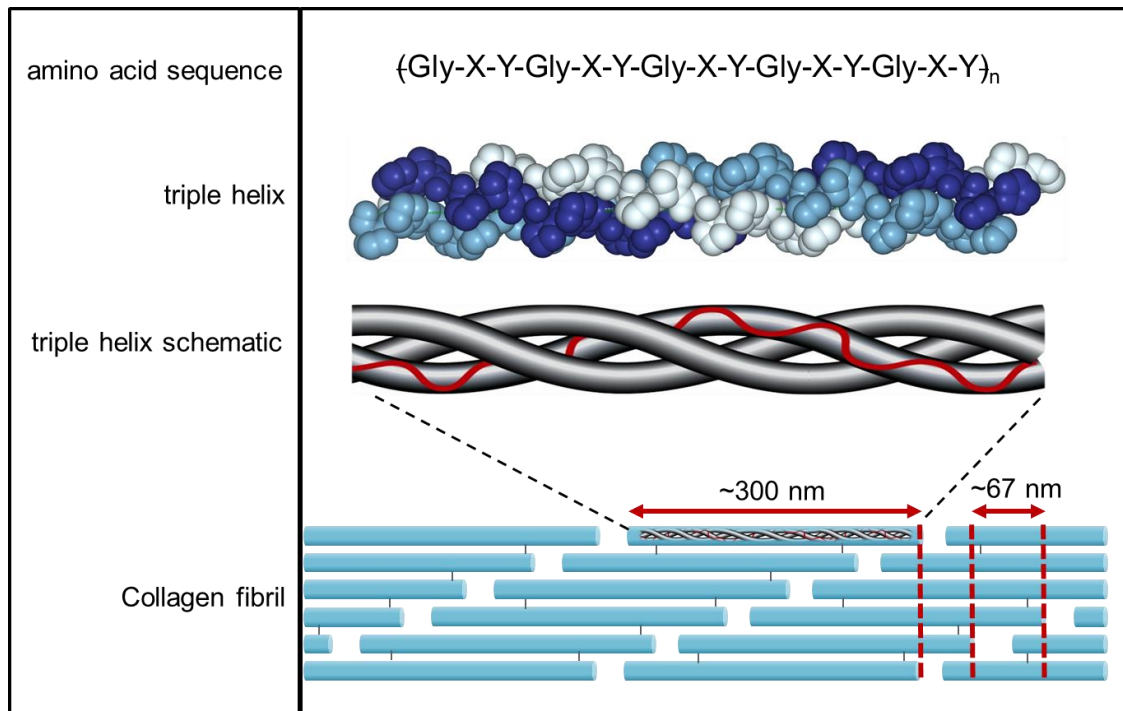 amino acid sequence
(Gly-X-Y-Gly-X-Y-Gly-X-Y-Gly-X-Y-Gly-X-Y)n
triple helix
triple helix schematic
~300 nm
~67 nm
Collagen fibril